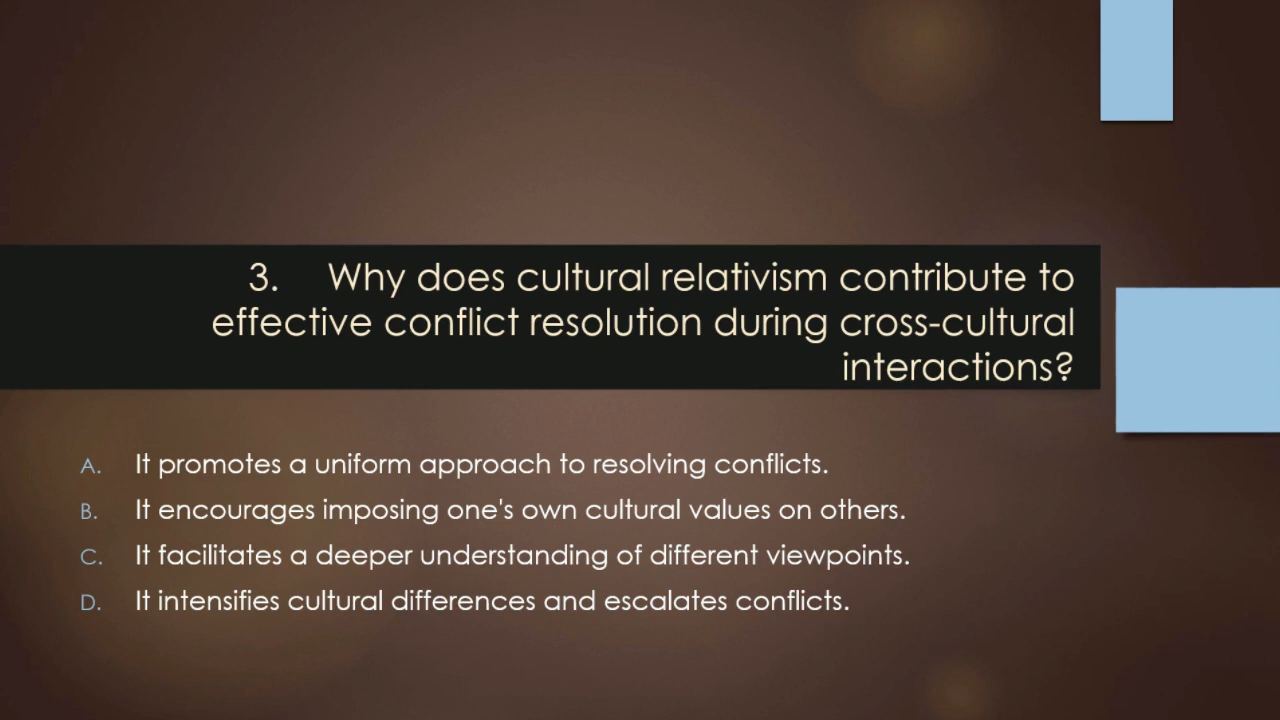 3. Why does cultural relativism contribute to
effective conflict resolution during cross-cultural
interactions?
A. It promotes a uniform approach to resolving conflicts.
B. It encourages imposing one's own cultural values on others.
C. It facilitates a deeper understanding of different viewpoints.
D. It intensifies cultural differences and escalates conflicts.